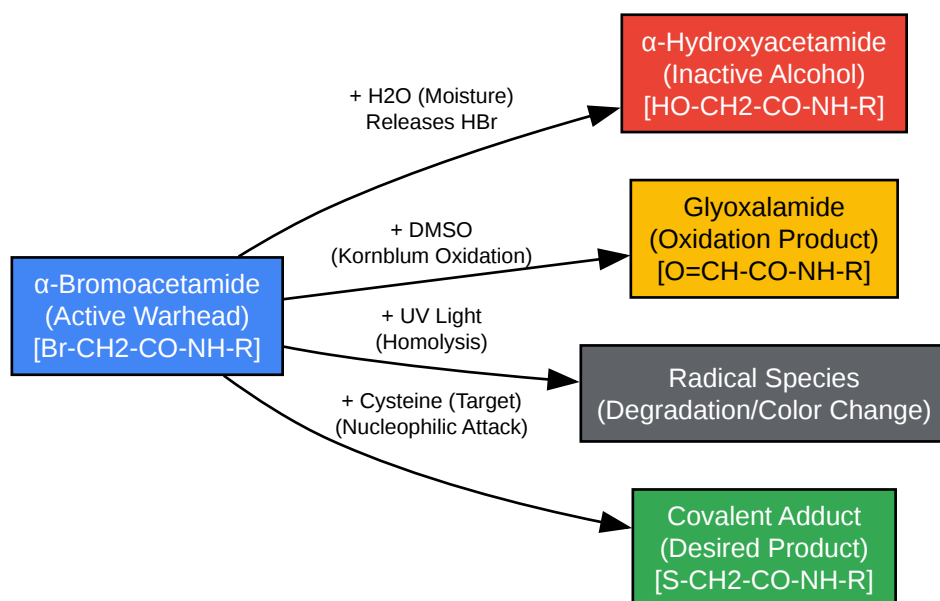 α-Hydroxyacetamide
(Inactive Alcohol)
[HO-CH2-CO-NH-R]
+ H2O (Moisture)
Releases HBr
Glyoxalamide
(Oxidation Product)
[O=CH-CO-NH-R]
+ DMSO
(Kornblum Oxidation)
α-Bromoacetamide
(Active Warhead)
[Br-CH2-CO-NH-R]
+ UV Light
(Homolysis)
Radical Species
(Degradation/Color Change)
+ Cysteine (Target)
(Nucleophilic Attack)
Covalent Adduct
(Desired Product)
[S-CH2-CO-NH-R]